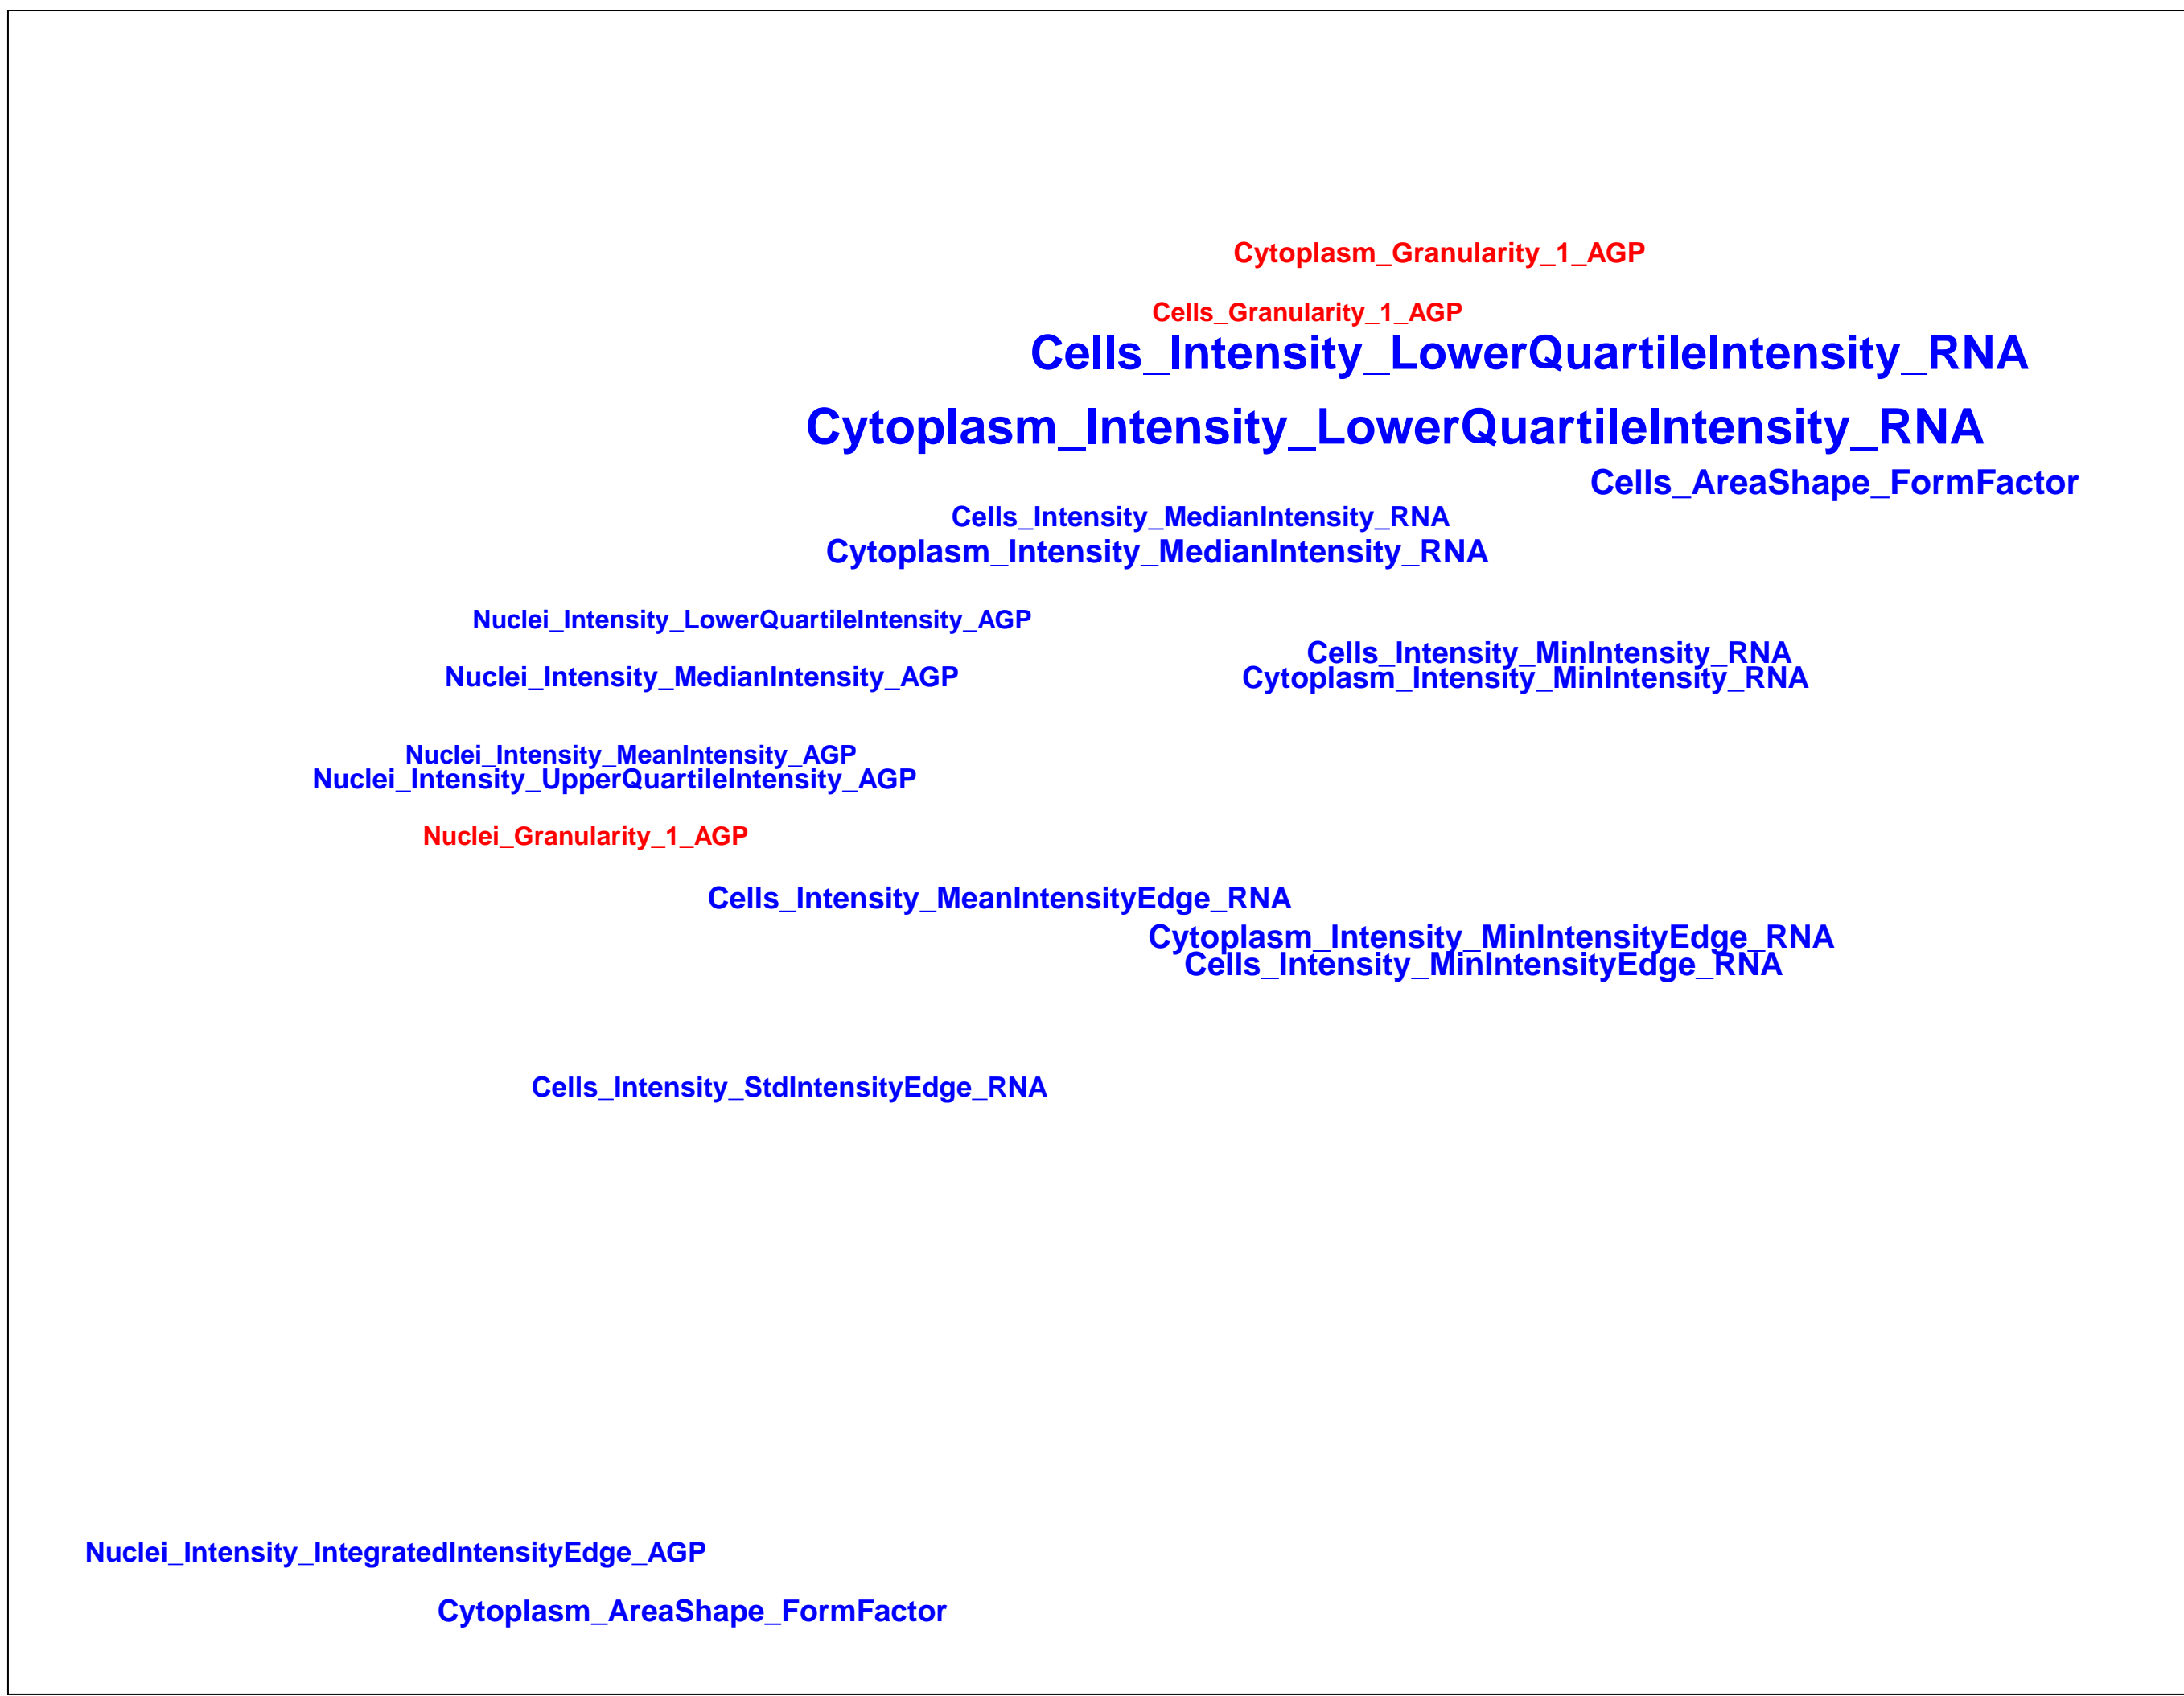 Cytoplasm_Granularity_1_AGP
Cells_Granularity_1_AGP
Cells_Intensity_LowerQuartileIntensity_RNA
Cytoplasm_Intensity_LowerQuartileIntensity_RNA
Cells_AreaShape_FormFactor
Cells_Intensity_MedianIntensity_RNA
Cytoplasm_Intensity_MedianIntensity_RNA
Nuclei_Intensity_LowerQuartileIntensity_AGP
Cells_Intensity_MinIntensity_RNA
Nuclei_Intensity_MedianIntensity_AGP
Cytoplasm_Intensity_MinIntensity_RNA
Nuclei_Intensity_MeanIntensity_AGP
Nuclei_Intensity_UpperQuartileIntensity_AGP
Nuclei_Granularity_1_AGP
Cells_Intensity_MeanIntensityEdge_RNA
Cytoplasm_Intensity_MinIntensityEdge_RNA
Cells_Intensity_MinIntensityEdge_RNA
Cells_Intensity_StdIntensityEdge_RNA
Nuclei_Intensity_IntegratedIntensityEdge_AGP
Cytoplasm_AreaShape_FormFactor